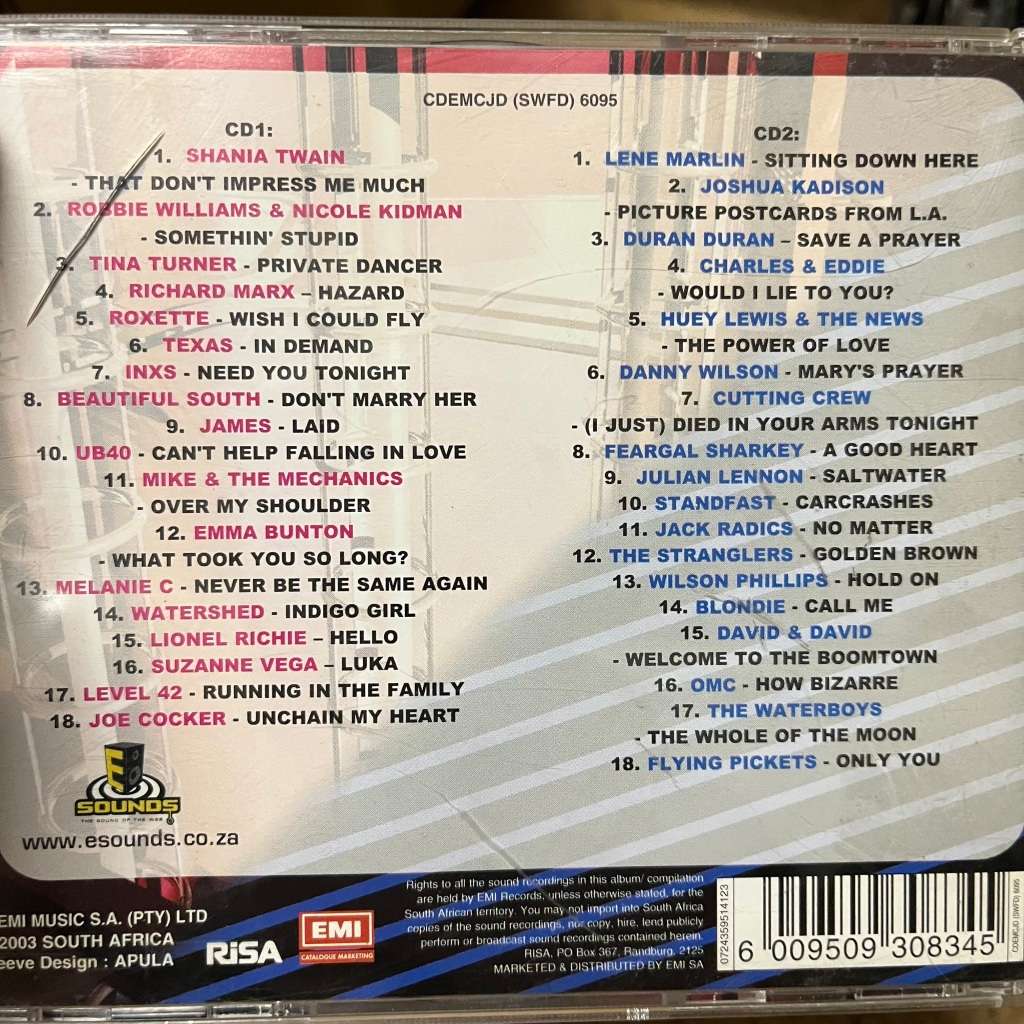 CDEMCJD (SWFD) 6095
CD1:
1. SHANIA TWAIN
- THAT DON'T IMPRESS ME MUCH
2. ROBBIE WILLIAMS & NICOLE KIDMAN
- SOMETHIN' STUPID
3. TINA TURNER - PRIVATE DANCER
4. RICHARD MARX – HAZARD
5. ROXETTE - WISH I COULD FLY
6. TEXAS - IN DEMAND
7. INXS - NEED YOU TONIGHT
8. BEAUTIFUL SOUTH - DON'T MARRY HER
9. JAMES - LAID
10. UB40 - CAN'T HELP FALLING IN LOVE
11. MIKE & THE MECHANICS
- OVER MY SHOULDER
12. EMMA BUNTON
- WHAT TOOK YOU SO LONG?
13. MELANIE C - NEVER BE THE SAME AGAIN
14. WATERSHED - INDIGO GIRL
15. LIONEL RICHIE – HELLO
16. SUZANNE VEGA – LUKA
17. LEVEL 42 - RUNNING IN THE FAMILY
18. JOE COCKER - UNCHAIN MY HEART
CD2:
1. LENE MARLIN - SITTING DOWN HERE
2. JOSHUA KADISON
- PICTURE POSTCARDS FROM L.A.
3. DURAN DURAN – SAVE A PRAYER
4. CHARLES & EDDIE
- WOULD I LIE TO YOU?
5. HUEY LEWIS & THE NEWS
- THE POWER OF LOVE
6. DANNY WILSON - MARY'S PRAYER
7. CUTTING CREW
- (I JUST) DIED IN YOUR ARMS TONIGHT
8. FEARGAL SHARKEY - A GOOD HEART
9. JULIAN LENNON - SALTWATER
10. STANDFAST - CARCRASHES
11. JACK RADICS - NO MATTER
12. THE STRANGLERS - GOLDEN BROWN
13. WILSON PHILLIPS - HOLD ON
14. BLONDIE - CALL ME
15. DAVID & DAVID
- WELCOME TO THE BOOMTOWN
16. OMC - HOW BIZARRE
17. THE WATERBOYS
- THE WHOLE OF THE MOON
18. FLYING PICKETS - ONLY YOU
E
SOUNDS
THE SOUND OF THE WEB
www.esounds.co.za
EMI MUSIC S.A. (PTY) LTD
2003 SOUTH AFRICA
eeve Design : APULA
RiSA
EMI
CATALOGUE MARKETING
Rights to all the sound recordings in this album/ compilation
are held by EMI Records, unless otherwise stated, for the
South African territory. You may not import into South Africa
copies of the sound recordings, nor copy, hire, lend publicly
perform or broadcast sound recordings contained herein.
RISA, PO Box 367, Randburg, 2125
MARKETED & DISTRIBUTED BY EMI SA
0724359514123
6 009509 308345
CDEMCJD (SWFD) 6095